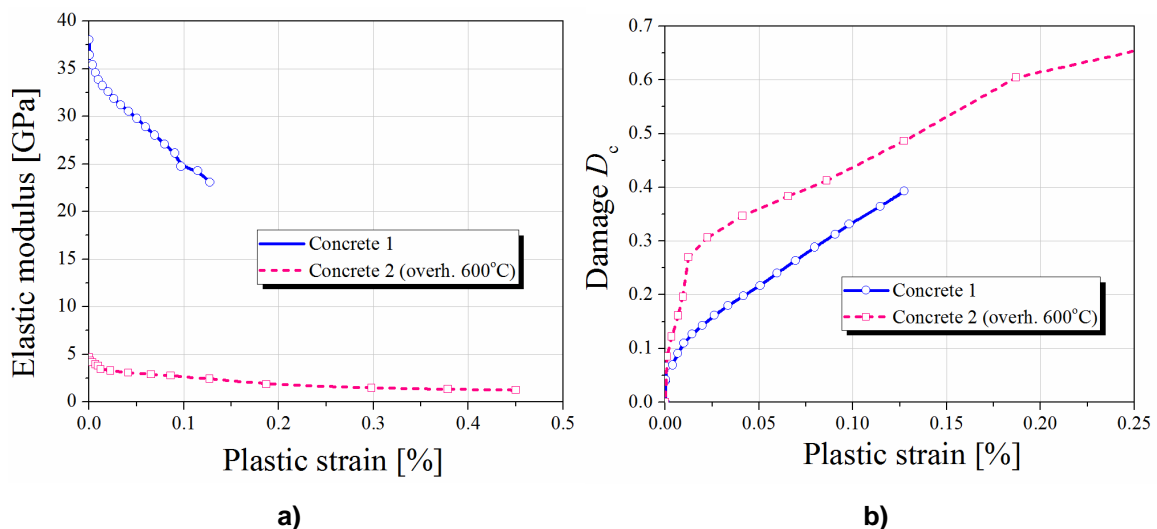 40
35
30
25
20
15
10
5
0
Elastic modulus [GPa]
Concrete 1
Concrete 2 (overh. 600°C)
0.0 0.1 0.2 0.3 0.4 0.5
Plastic strain [%]
a)
0.7
0.6
0.5
0.4
0.3
0.2
0.1
0.0
Damage Dc
Concrete 1
Concrete 2 (overh. 600°C)
0.00 0.05 0.10 0.15 0.20 0.25
Plastic strain [%]
b)